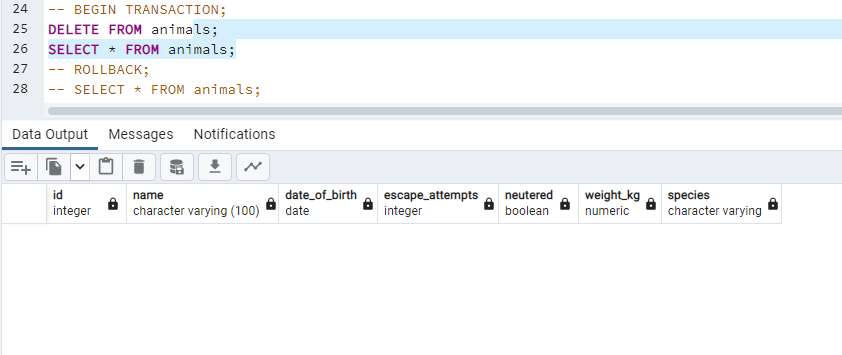 24 -- BEGIN TRANSACTION;
25 DELETE FROM animals;
26 SELECT * FROM animals;
27 -- ROLLBACK;
28 -- SELECT * FROM animals;
Data Output Messages Notifications
id name date_of_birth escape_attempts neutered weight_kg species
integer character varying (100) date integer boolean numeric character varying